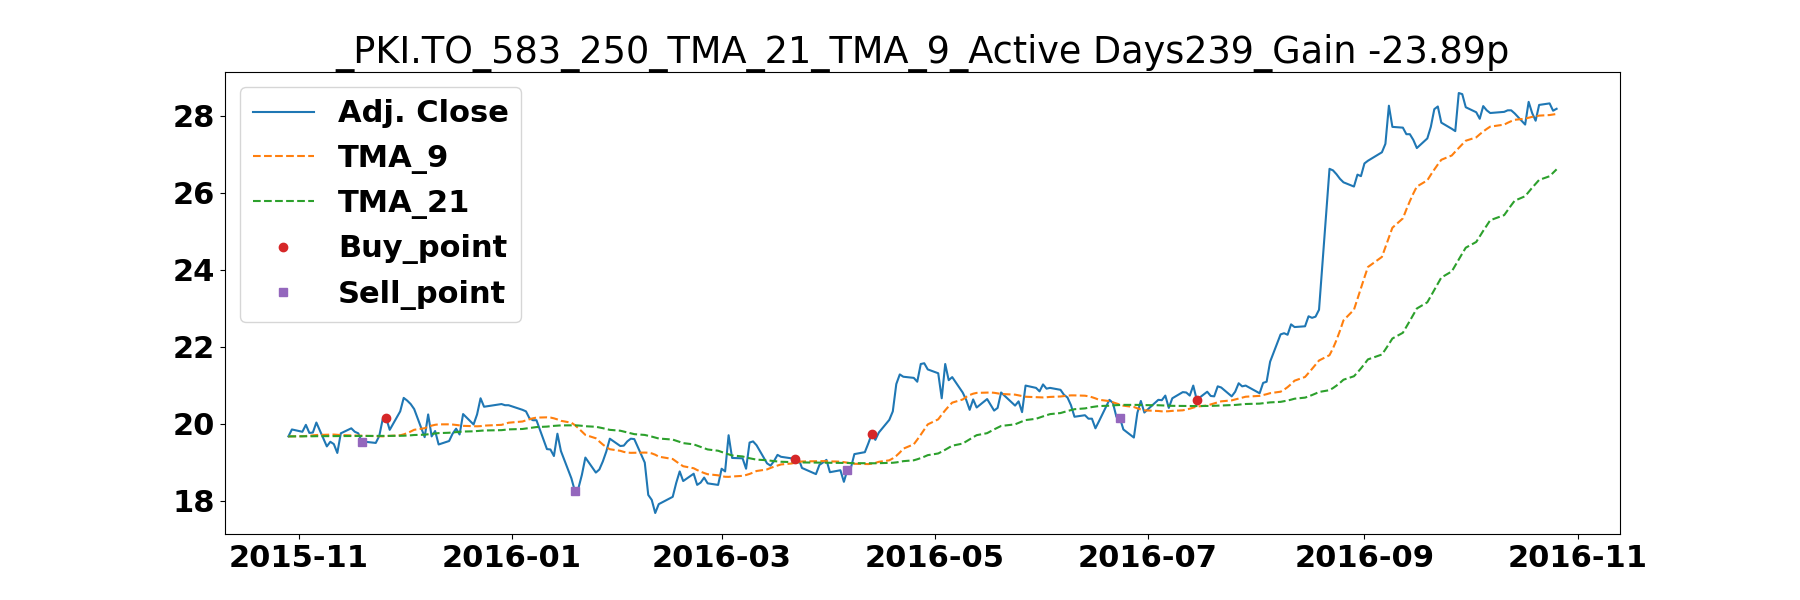 _PKI.TO_583_250_TMA_21_TMA_9_Active Days239_Gain -23.89p
Adj. Close
TMA_9
TMA_21
Buy_point
Sell_point
28
26
24
22
20
18
2015-11 2016-01 2016-03 2016-05 2016-07 2016-09 2016-11